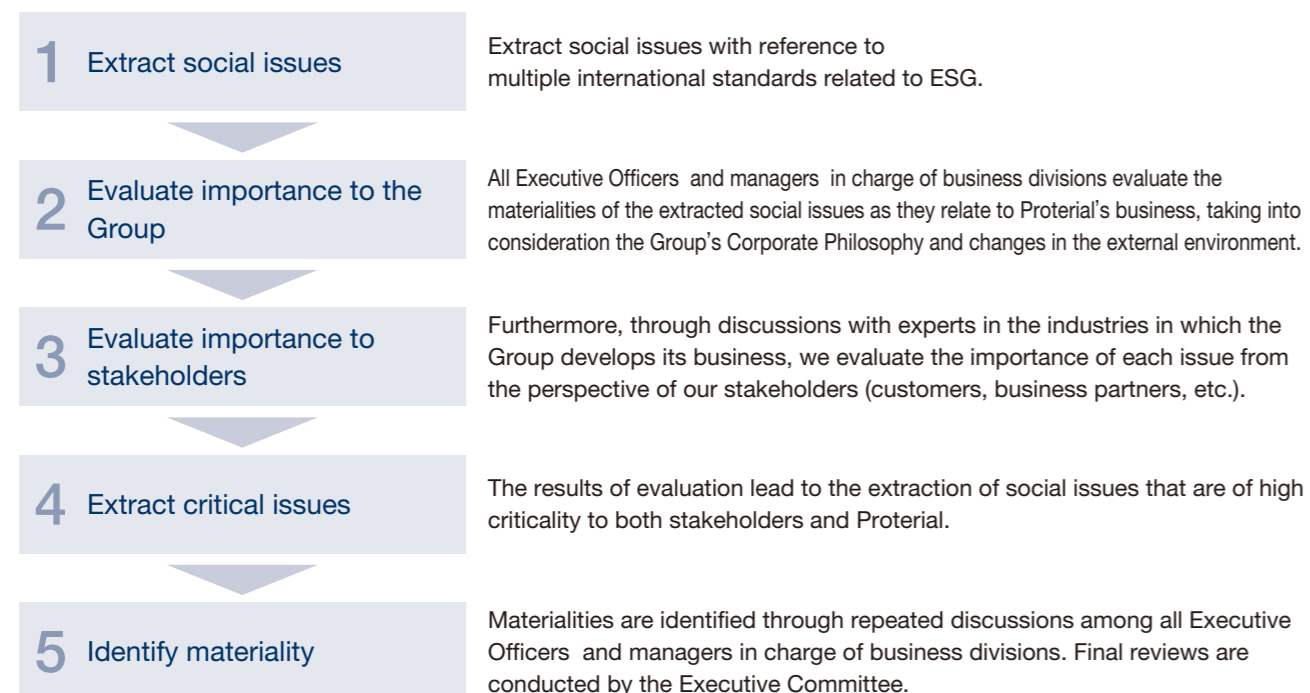 1 Extract social issues
Extract social issues with reference to
multiple international standards related to ESG.
2 Evaluate importance to the
Group
All Executive Officers and managers in charge of business divisions evaluate the
materialities of the extracted social issues as they relate to Proterial's business, taking into
consideration the Group's Corporate Philosophy and changes in the external environment.
3 Evaluate importance to
stakeholders
Furthermore, through discussions with experts in the industries in which the
Group develops its business, we evaluate the importance of each issue from
the perspective of our stakeholders (customers, business partners, etc.).
4 Extract critical issues
The results of evaluation lead to the extraction of social issues that are of high
criticality to both stakeholders and Proterial.
5 Identify materiality
Materialities are identified through repeated discussions among all Executive
Officers and managers in charge of business divisions. Final reviews are
conducted by the Executive Committee.